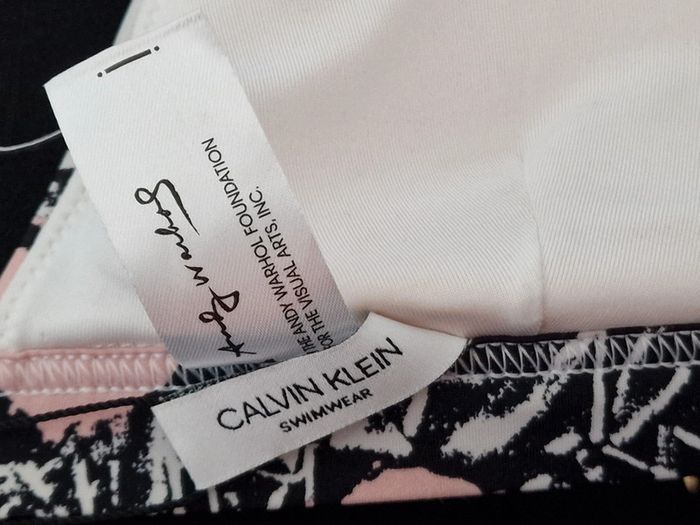 Andy Warhol
THE ANDY WARHOL FOUNDATION
FOR THE VISUAL ARTS, INC.
CALVIN KLEIN
SWIMWEAR